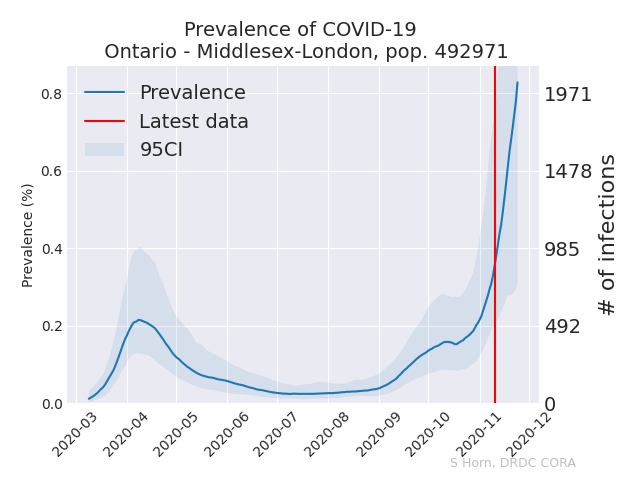 Prevalence of COVID-19
Ontario - Middlesex-London, pop. 492971
Prevalence
Latest data
95CI
Prevalence (%)
0.8
0.6
0.4
0.2
0.0
1971
1478
985
492
0
# of infections
2020-03
2020-04
2020-05
2020-06
2020-07
2020-08
2020-09
2020-10
2020-11
2020-12
S Horn, DRDC CORA